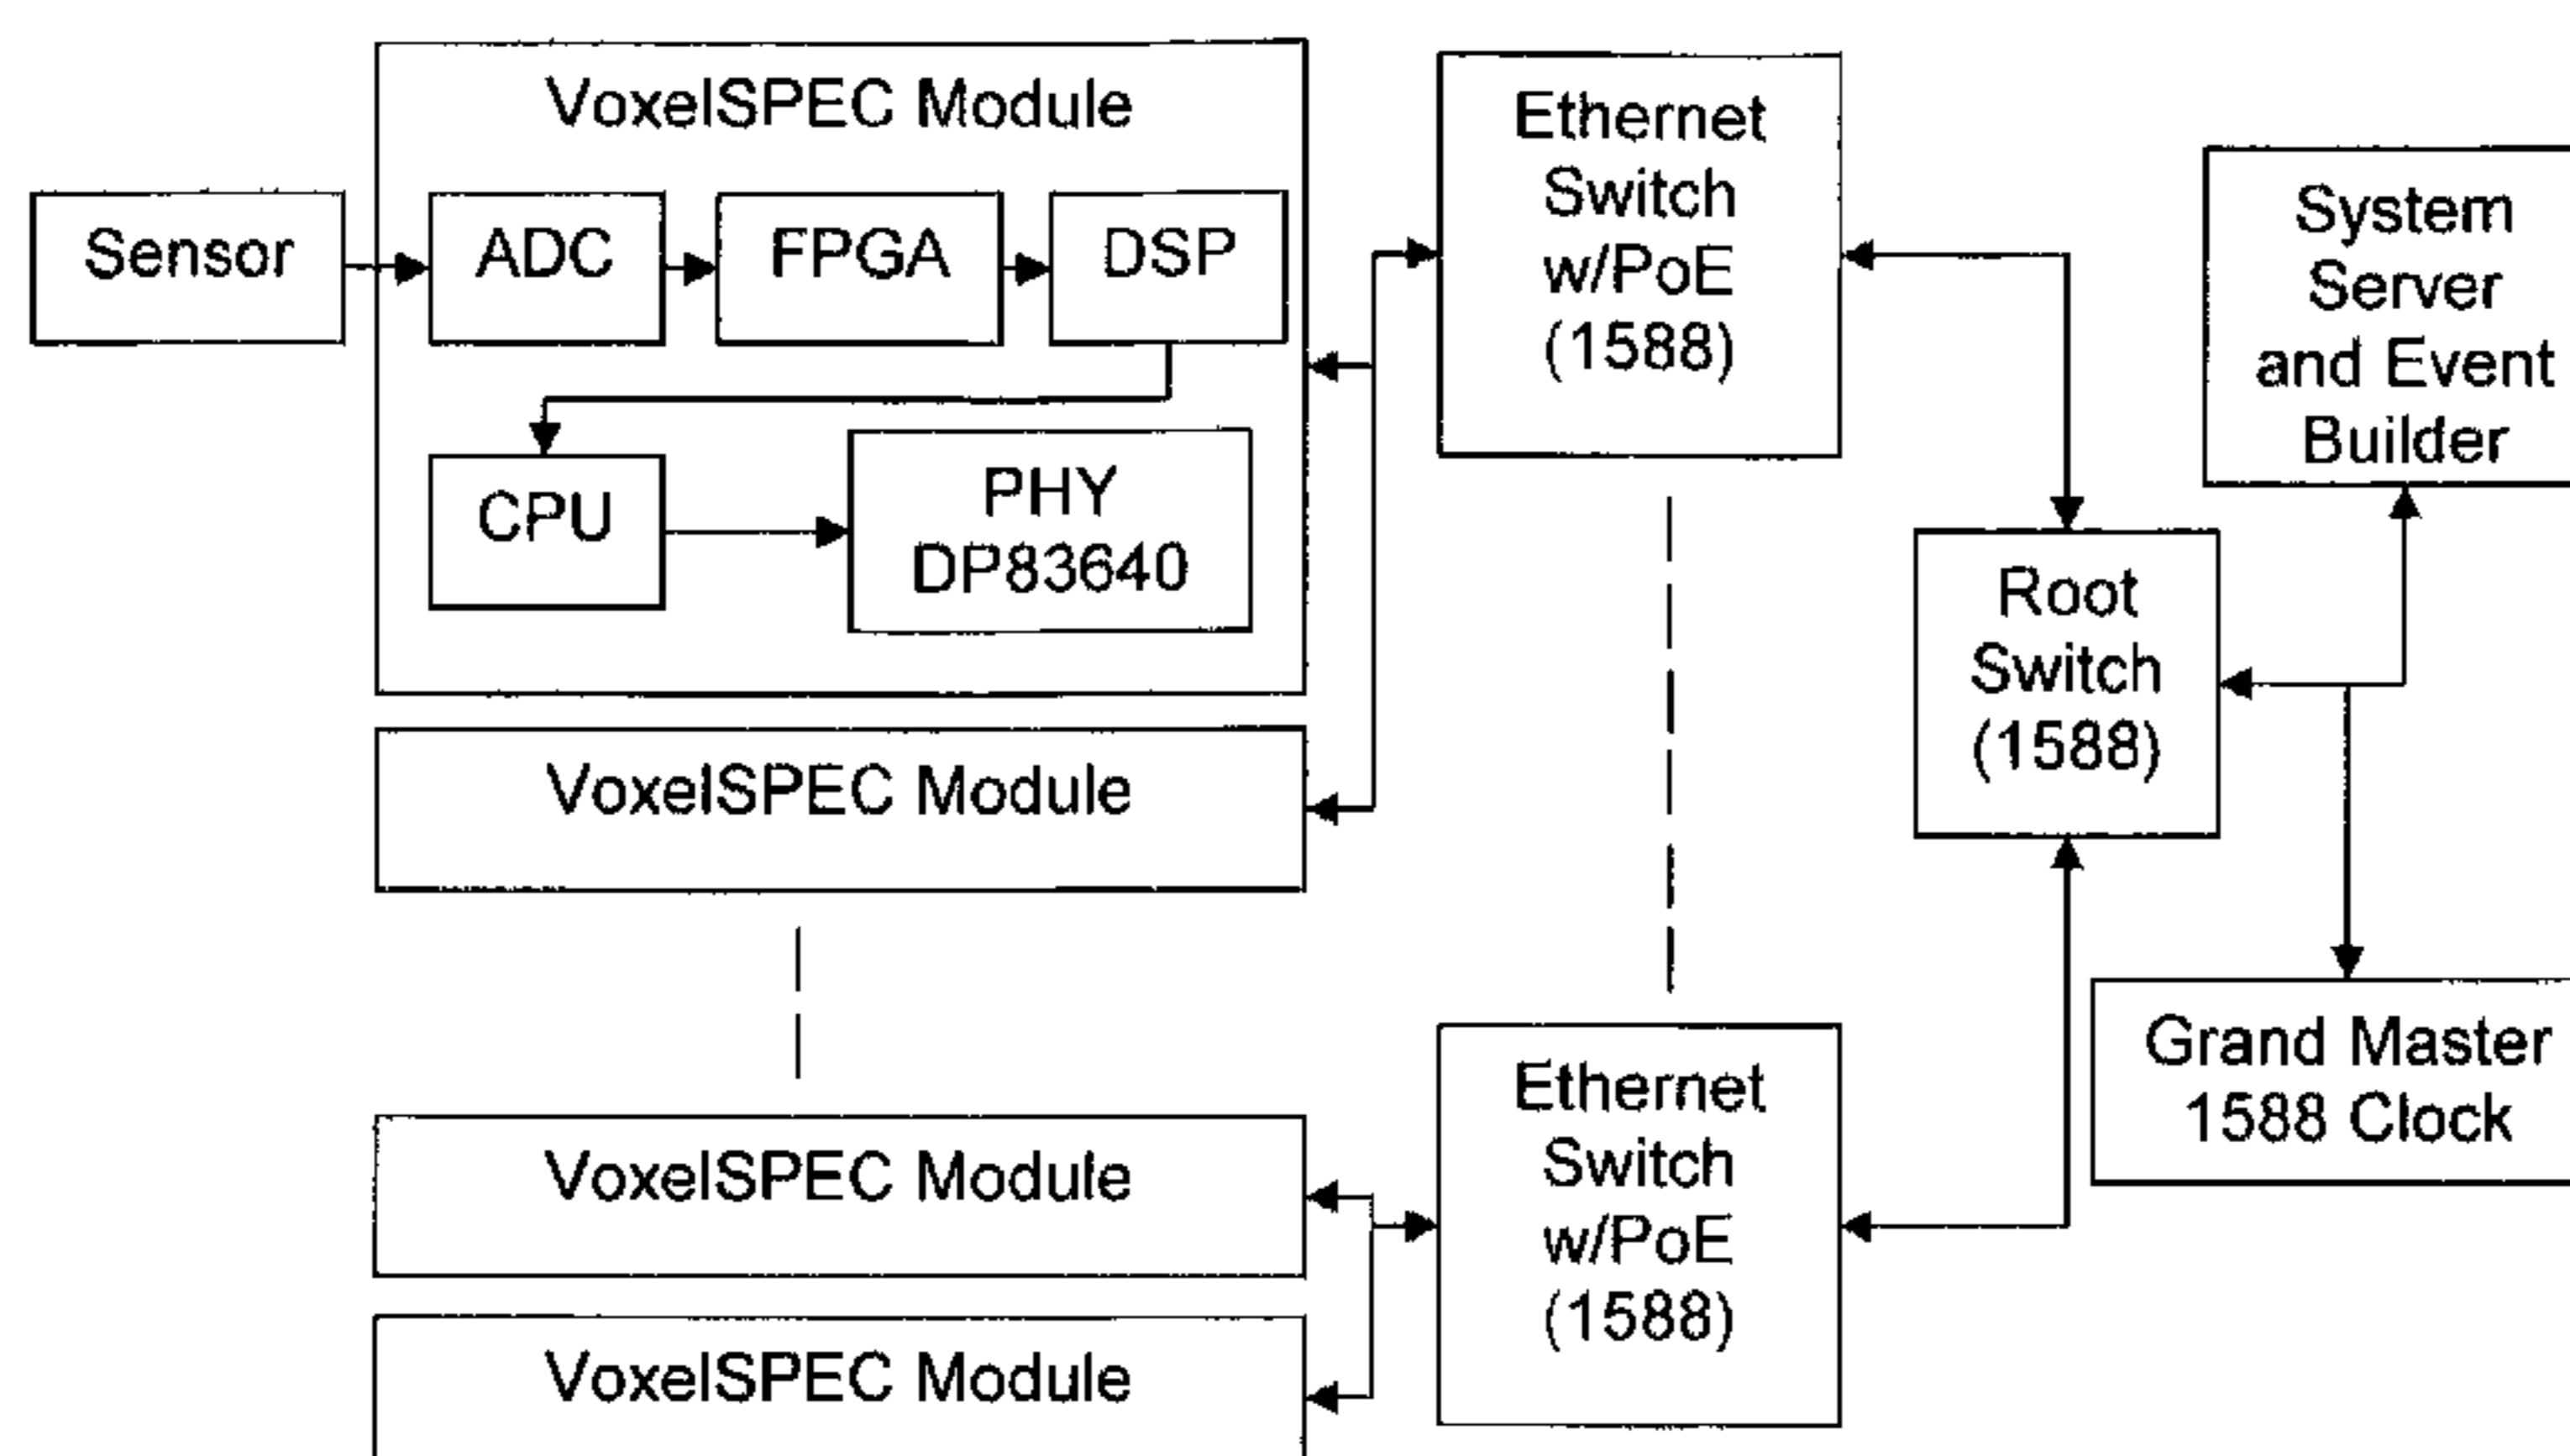 VoxelSPEC Module
Sensor
ADC
FPGA
DSP
CPU
PHY
DP83640
VoxelSPEC Module
VoxelSPEC Module
VoxelSPEC Module
Ethernet
Switch
w/PoE
(1588)
Ethernet
Switch
w/PoE
(1588)
Root
Switch
(1588)
System
Server
and Event
Builder
Grand Master
1588 Clock